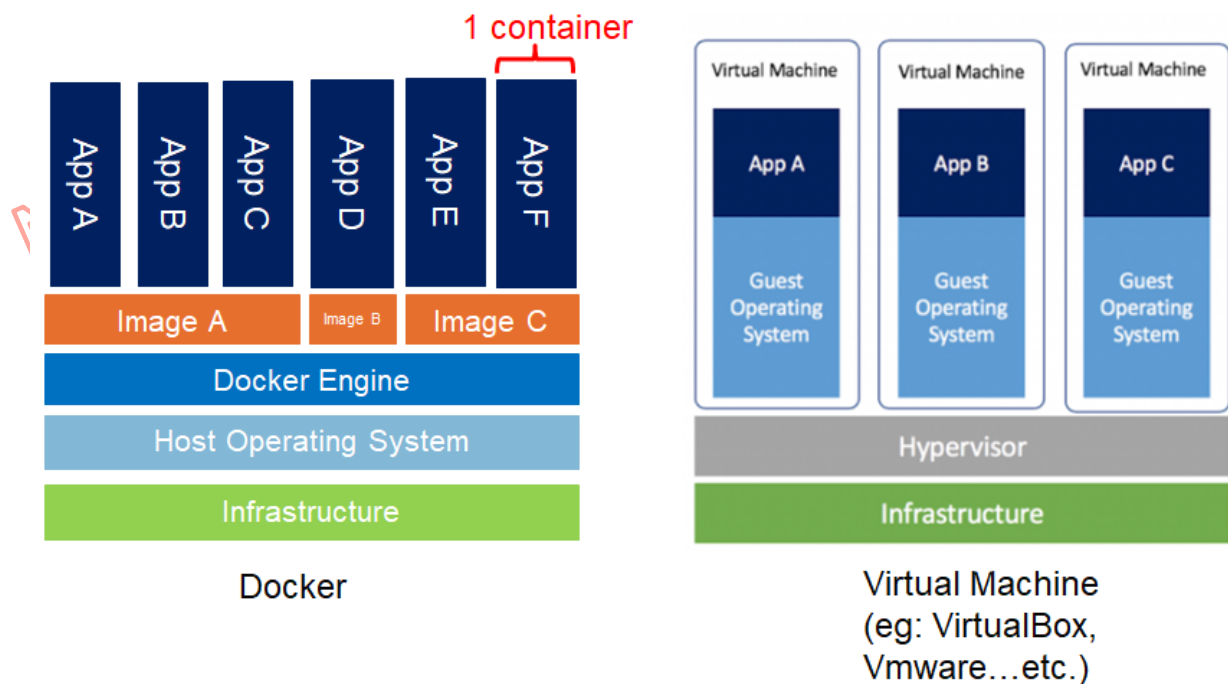 1 container
App A
App B
App C
App D
App E
App F
Image A
Image B
Image C
Docker Engine
Host Operating System
Infrastructure
Docker
Virtual Machine
App A
Guest
Operating
System
Virtual Machine
App B
Guest
Operating
System
Virtual Machine
App C
Guest
Operating
System
Hypervisor
Infrastructure
Virtual Machine
(eg: VirtualBox,
Vmware...etc.)